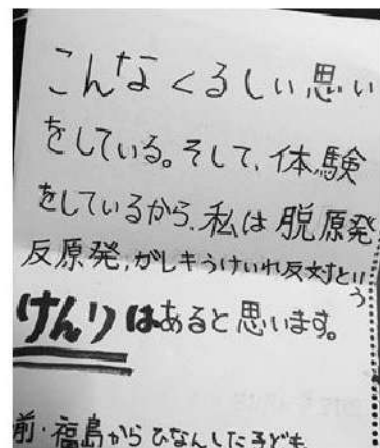 こんなくるしい思い
をしている。そして、体験
をしているから、私は脱原発
反原発，がレキうけいれ反対という
けんりはあると思います。
前・福島からひなんした子ども